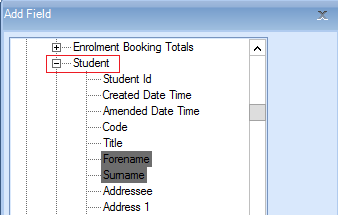 Add Field
Enrolment Booking Totals
Student
Student Id
Created Date Time
Amended Date Time
Code
Title
Forename
Surname
Addressee
Address 1